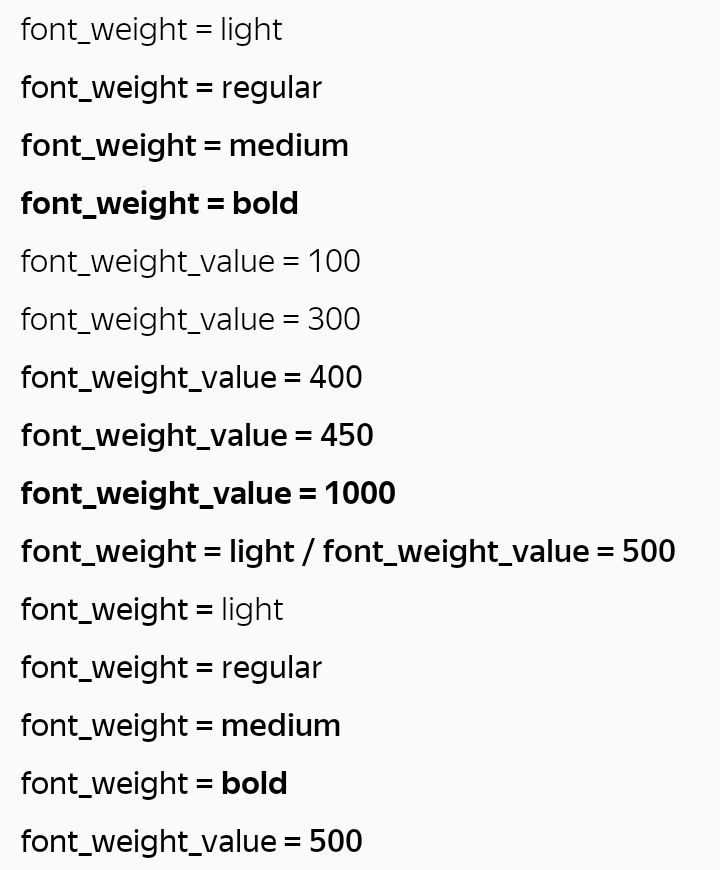 font_weight = light
font_weight = regular
font_weight = medium
font_weight = bold
font_weight_value = 100
font_weight_value = 300
font_weight_value = 400
font_weight_value = 450
font_weight_value = 1000
font_weight = light / font_weight_value = 500
font_weight = light
font_weight = regular
font_weight = medium
font_weight = bold
font_weight_value = 500